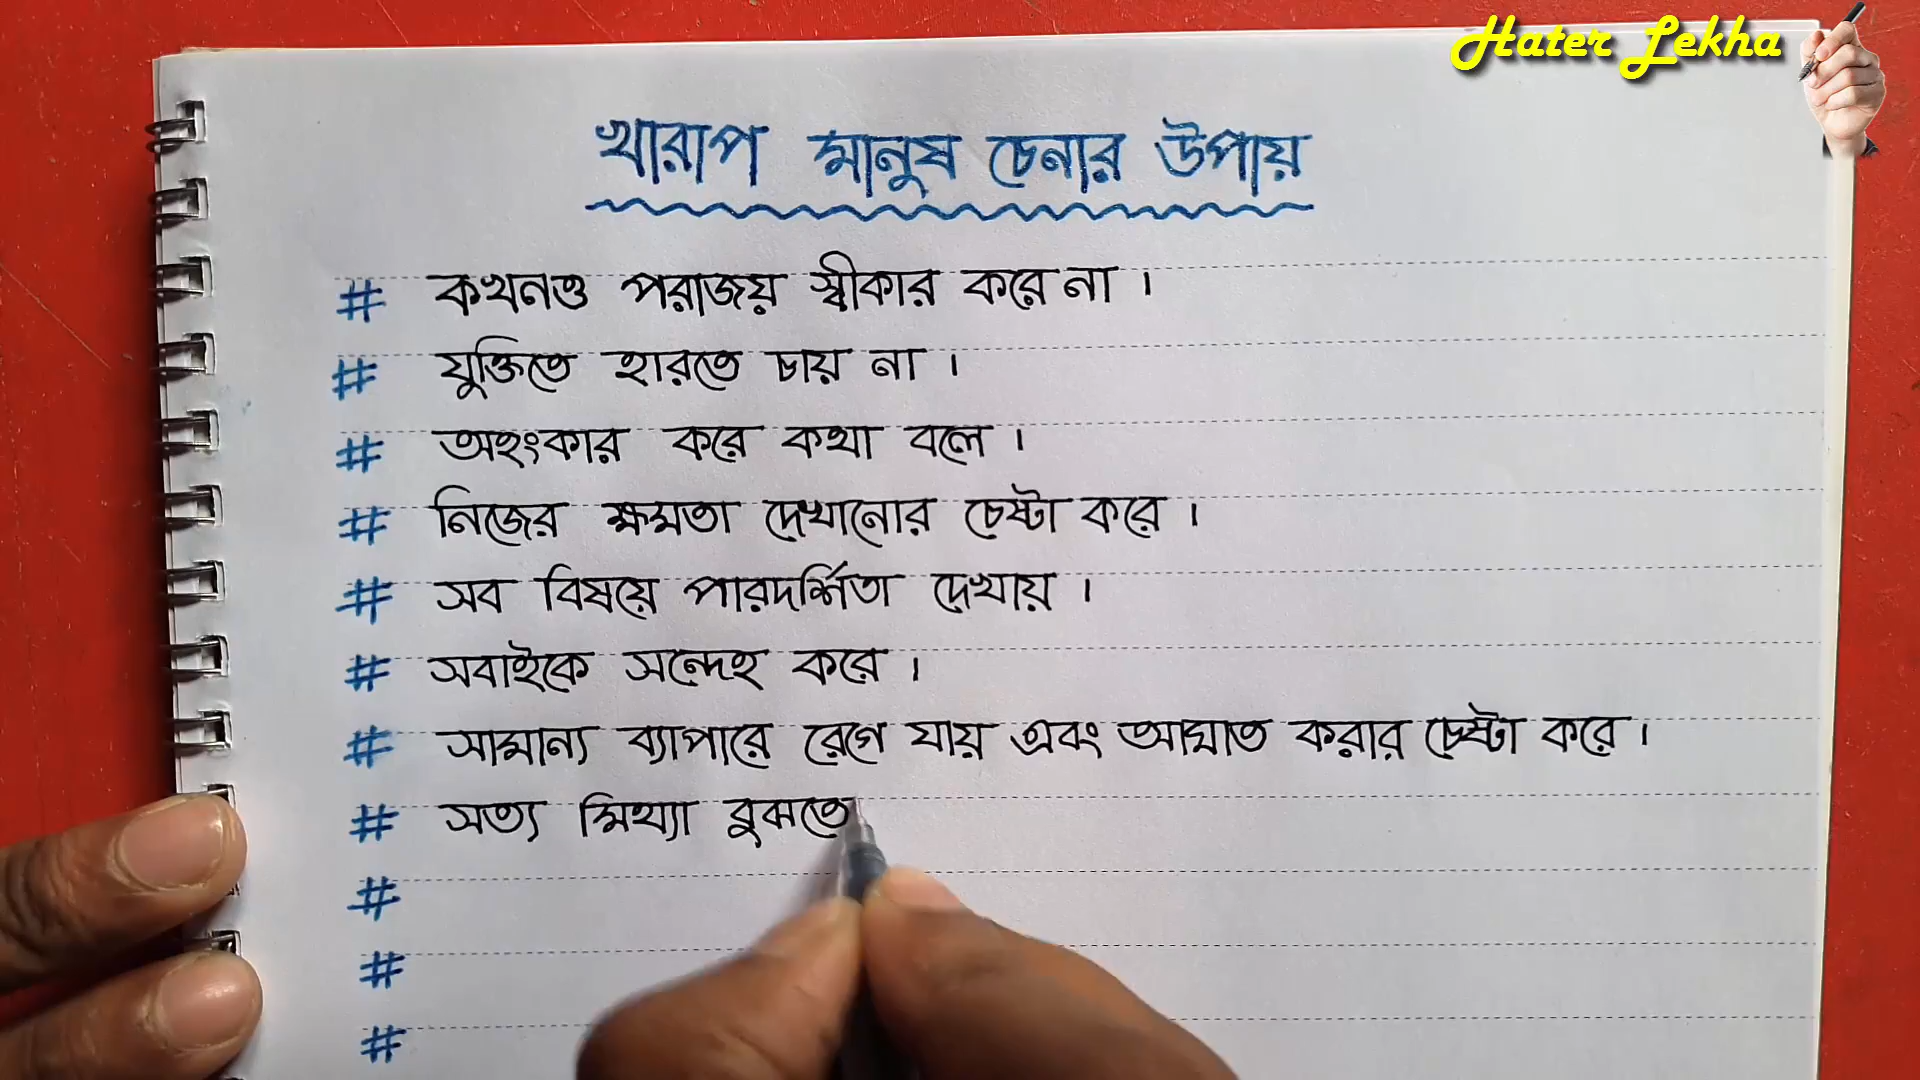 Hater Lekha
খারাপ মানুষ চেনার উপায়
# কখনও পরাজয় স্বীকার করে না।
# যুক্তিতে হারতে চায় না।
# অহংকার করে কথা বলে।
# নিজের ক্ষমতা দেখানোর চেষ্টা করে।
# সব বিষয়ে পারদর্শিতা দেখায়।
# সবাইকে সন্দেহ করে।
# সামান্য ব্যাপারে রেগে যায় এবং আঘাত করার চেষ্টা করে।
# সত্য মিথ্যা বুঝতে
#
#
#